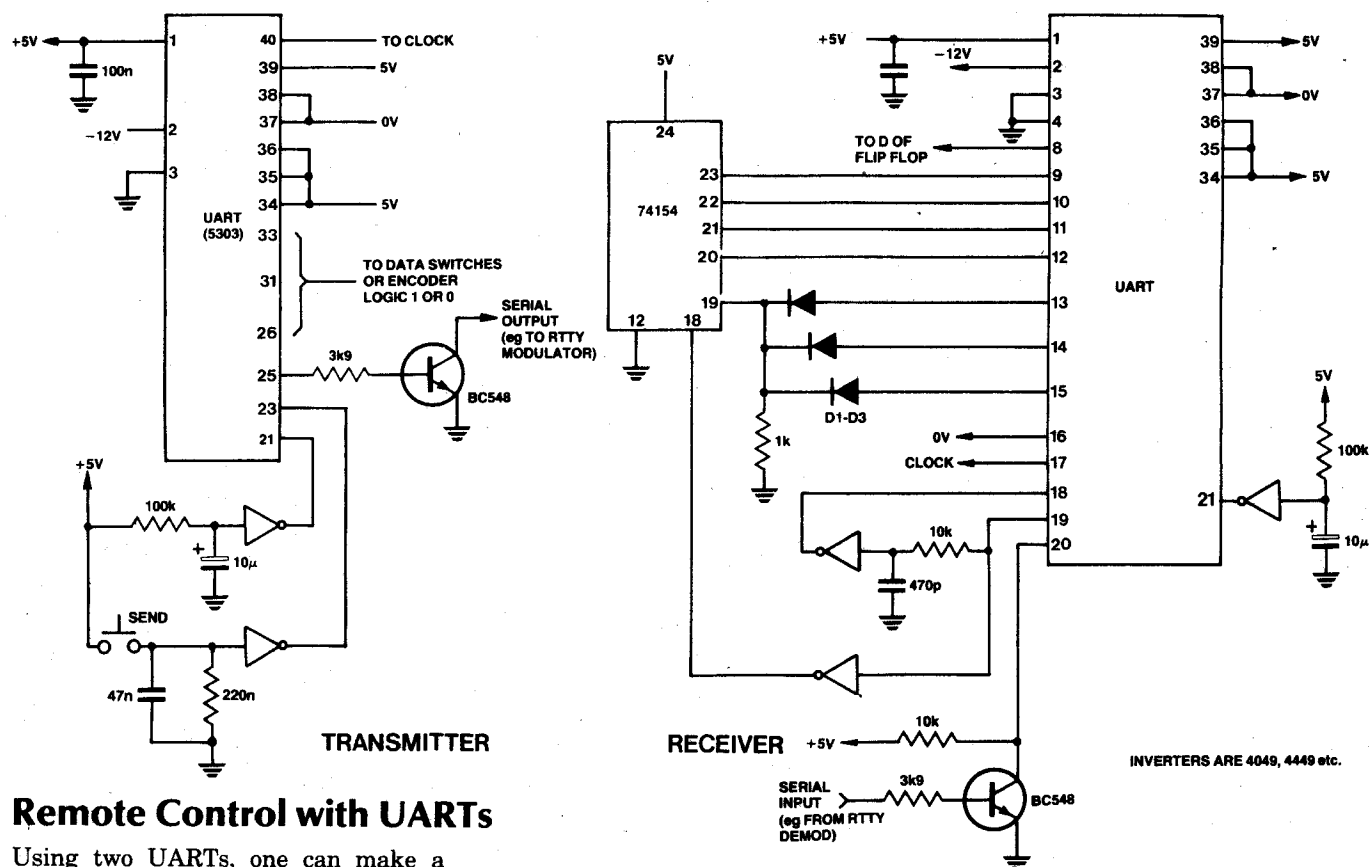 +5V
100n
-12V
1
2
3
UART
(5303)
40
39
38
37
36
35
34
33
31
26
25
23
21
TO CLOCK
5V
0V
5V
TO DATA SWITCHES
OR ENCODER
LOGIC 1 OR 0
3k9
SERIAL
OUTPUT
(eg TO RTTY
MODULATOR)
BC548
+5V
100k
+
10µ
SEND
47n
220n
TRANSMITTER
5V
24
74154
23
22
21
20
19
12
18
+5V
-12V
TO D OF
FLIP FLOP
D1-D3
1k
0V
CLOCK
1
2
3
4
8
9
10
11
12
13
14
15
16
17
18
19
20
UART
39
38
37
36
35
34
21
5V
0V
5V
5V
100k
+
10µ
10k
470p
10k
RECEIVER
+5V
SERIAL
INPUT
(eg FROM RTTY
DEMOD)
3k9
BC548
INVERTERS ARE 4049, 4449 etc.
Remote Control with UARTs
Using two UARTs, one can make a